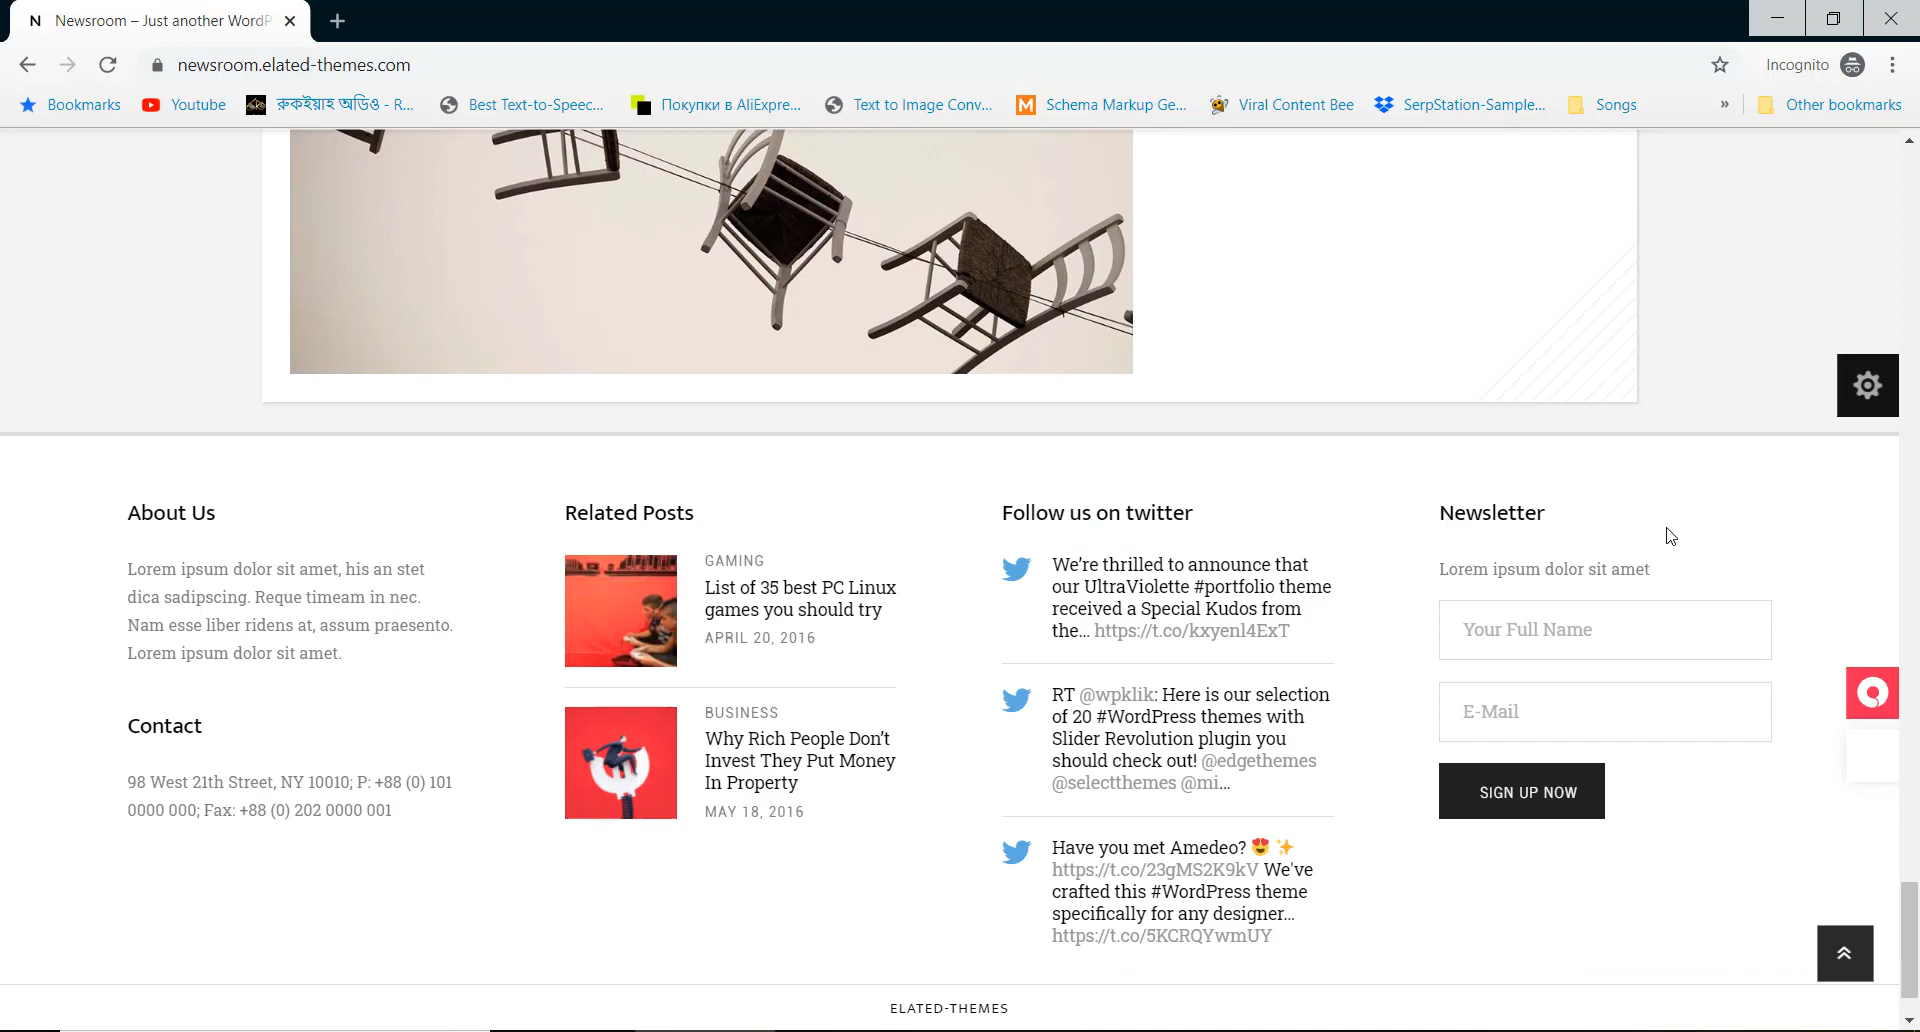 N Newsroom – Just another WordP
newsroom.elated-themes.com
Incognito
Bookmarks
Youtube
রুকইয়াহ অডিও - R...
Best Text-to-Speec...
Покупки в AliExpre...
Text to Image Conv...
M Schema Markup Ge...
Viral Content Bee
SerpStation-Sample...
Songs
»
Other bookmarks
About Us
Lorem ipsum dolor sit amet, his an stet
dica sadipscing. Reque timeam in nec.
Nam esse liber ridens at, assum praesento.
Lorem ipsum dolor sit amet.
Contact
98 West 21th Street, NY 10010; P: +88 (0) 101
0000 000; Fax: +88 (0) 202 0000 001
Related Posts
GAMING
List of 35 best PC Linux
games you should try
APRIL 20, 2016
BUSINESS
Why Rich People Don’t
Invest They Put Money
In Property
MAY 18, 2016
Follow us on twitter
We’re thrilled to announce that
our UltraViolette #portfolio theme
received a Special Kudos from
the... https://t.co/kxyenl4ExT
RT @wpklik: Here is our selection
of 20 #WordPress themes with
Slider Revolution plugin you
should check out! @edgethemes
@selectthemes @mi...
Have you met Amedeo? 😍 ✨
https://t.co/23gMS2K9kV We've
crafted this #WordPress theme
specifically for any designer...
https://t.co/5KCRQYwmUY
Newsletter
Lorem ipsum dolor sit amet
Your Full Name
E-Mail
SIGN UP NOW
ELATED-THEMES